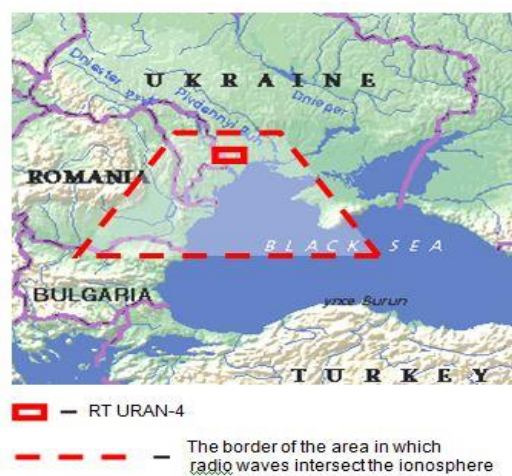 UKRAINE
Dniester
Pivdennyi Buh
Dnieper
ROMANIA
BLACK SEA
BULGARIA
Burun
TURKEY
— RT URAN-4
— The border of the area in which
radio waves intersect the ionosphere